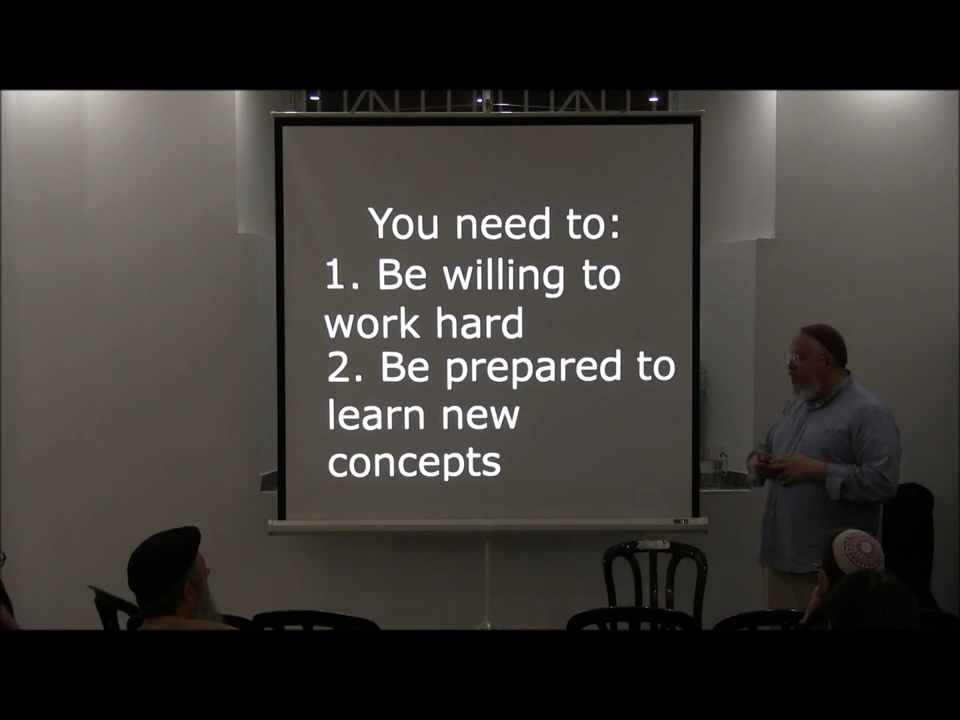 You need to:
1. Be willing to
work hard
2. Be prepared to
learn new
concepts